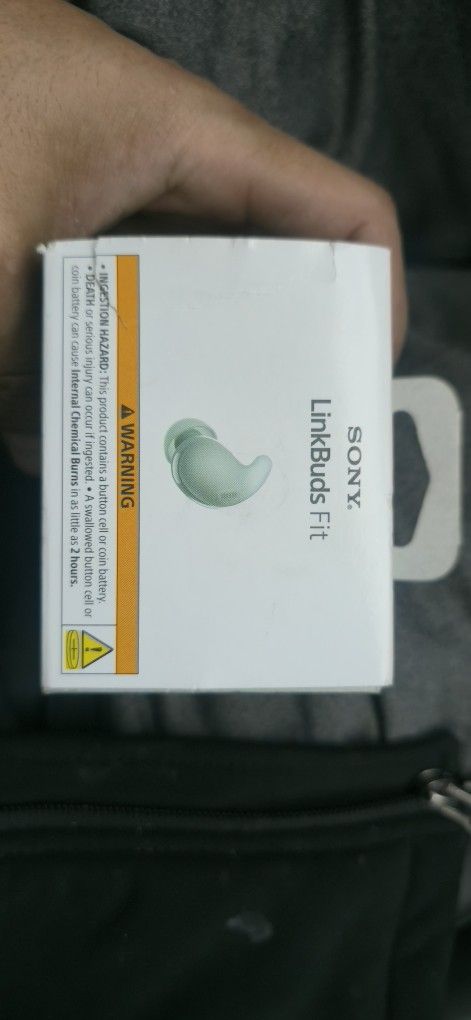 SONY®
LinkBuds Fit
⚠ WARNING
• INGESTION HAZARD: This product contains a button cell or coin battery.
• DEATH or serious injury can occur if ingested. • A swallowed button cell or
coin battery can cause Internal Chemical Burns in as little as 2 hours.